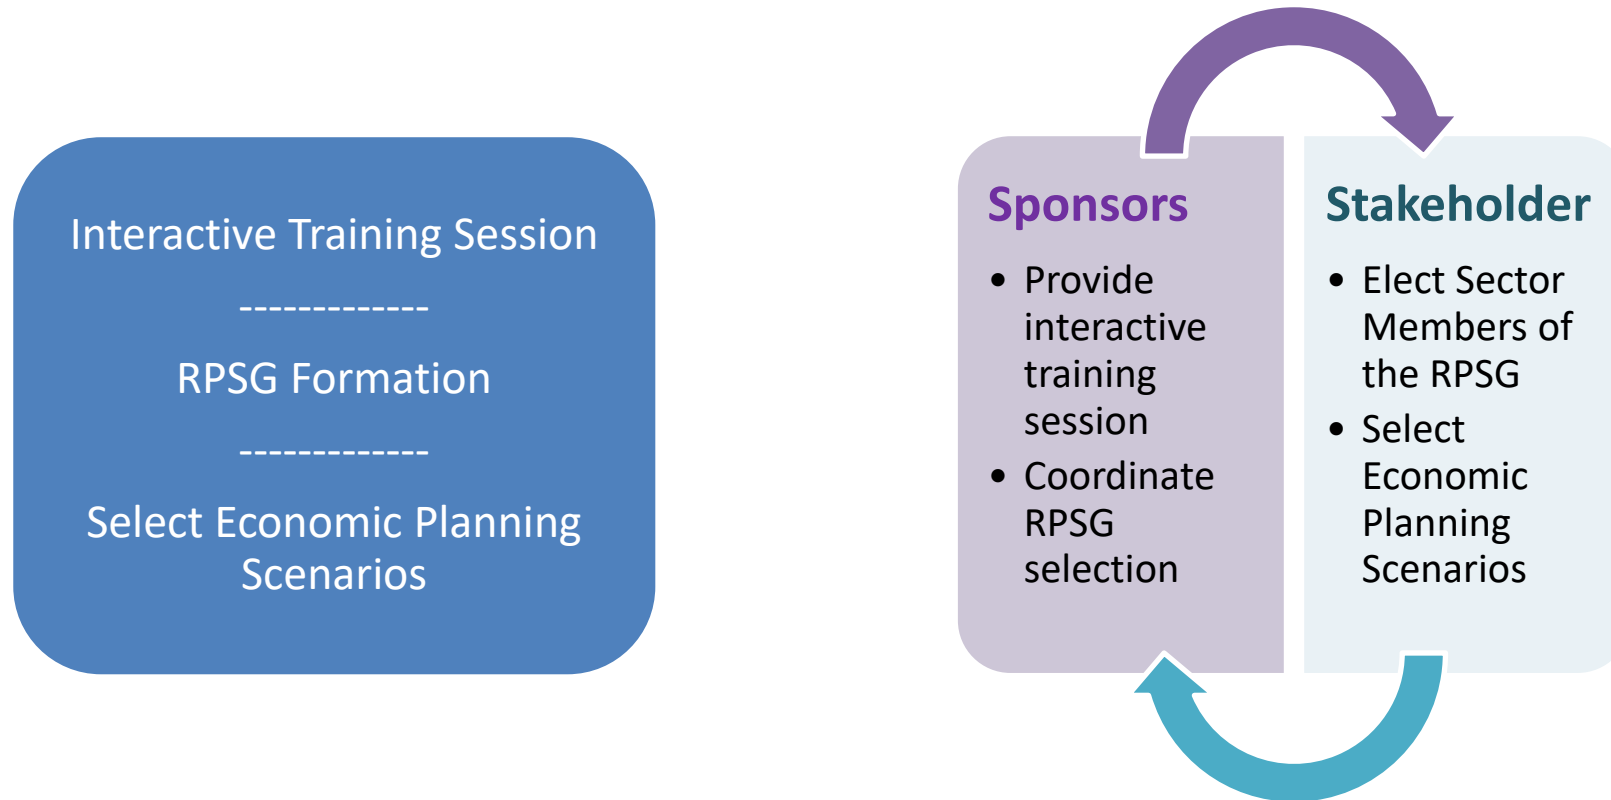 Interactive Training Session
-------------
RPSG Formation
-------------
Select Economic Planning
Scenarios
Sponsors
• Provide
interactive
training
session
• Coordinate
RPSG
selection
Stakeholder
• Elect Sector
Members of
the RPSG
• Select
Economic
Planning
Scenarios